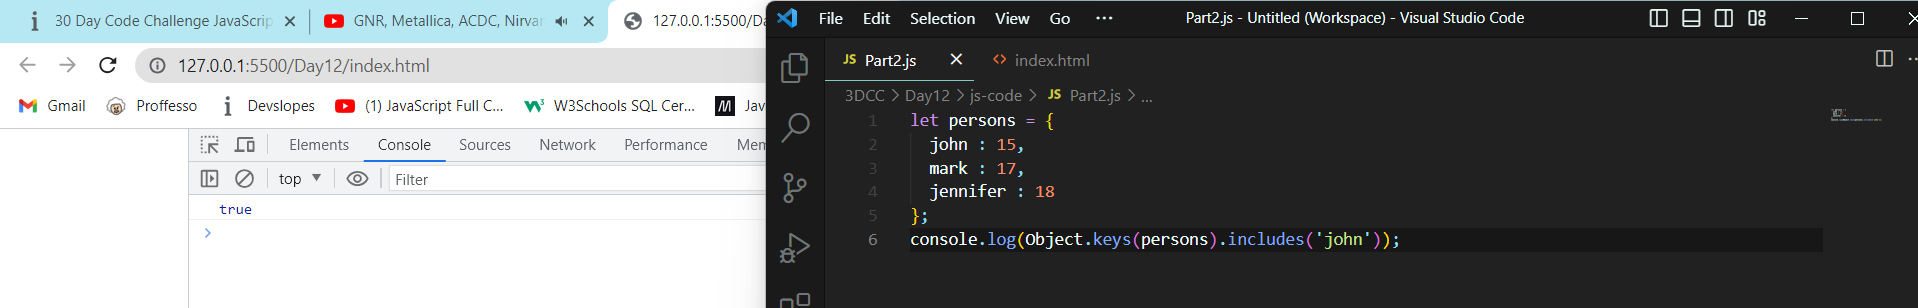 30 Day Code Challenge JavaScrip
GNR, Metallica, ACDC, Nirvan
127.0.0.1:5500/Da
127.0.0.1:5500/Day12/index.html
Gmail
Proffesso
Devslopes
(1) JavaScript Full C...
W3Schools SQL Cer...
Jav
Elements
Console
Sources
Network
Performance
Mem
top
Filter
true
File
Edit
Selection
View
Go
Part2.js - Untitled (Workspace) - Visual Studio Code
JS Part2.js
index.html
3DCC > Day12 > js-code > JS Part2.js > ...
1 let persons = {
2 john : 15,
3 mark : 17,
4 jennifer : 18
5 };
6 console.log(Object.keys(persons).includes('john'));